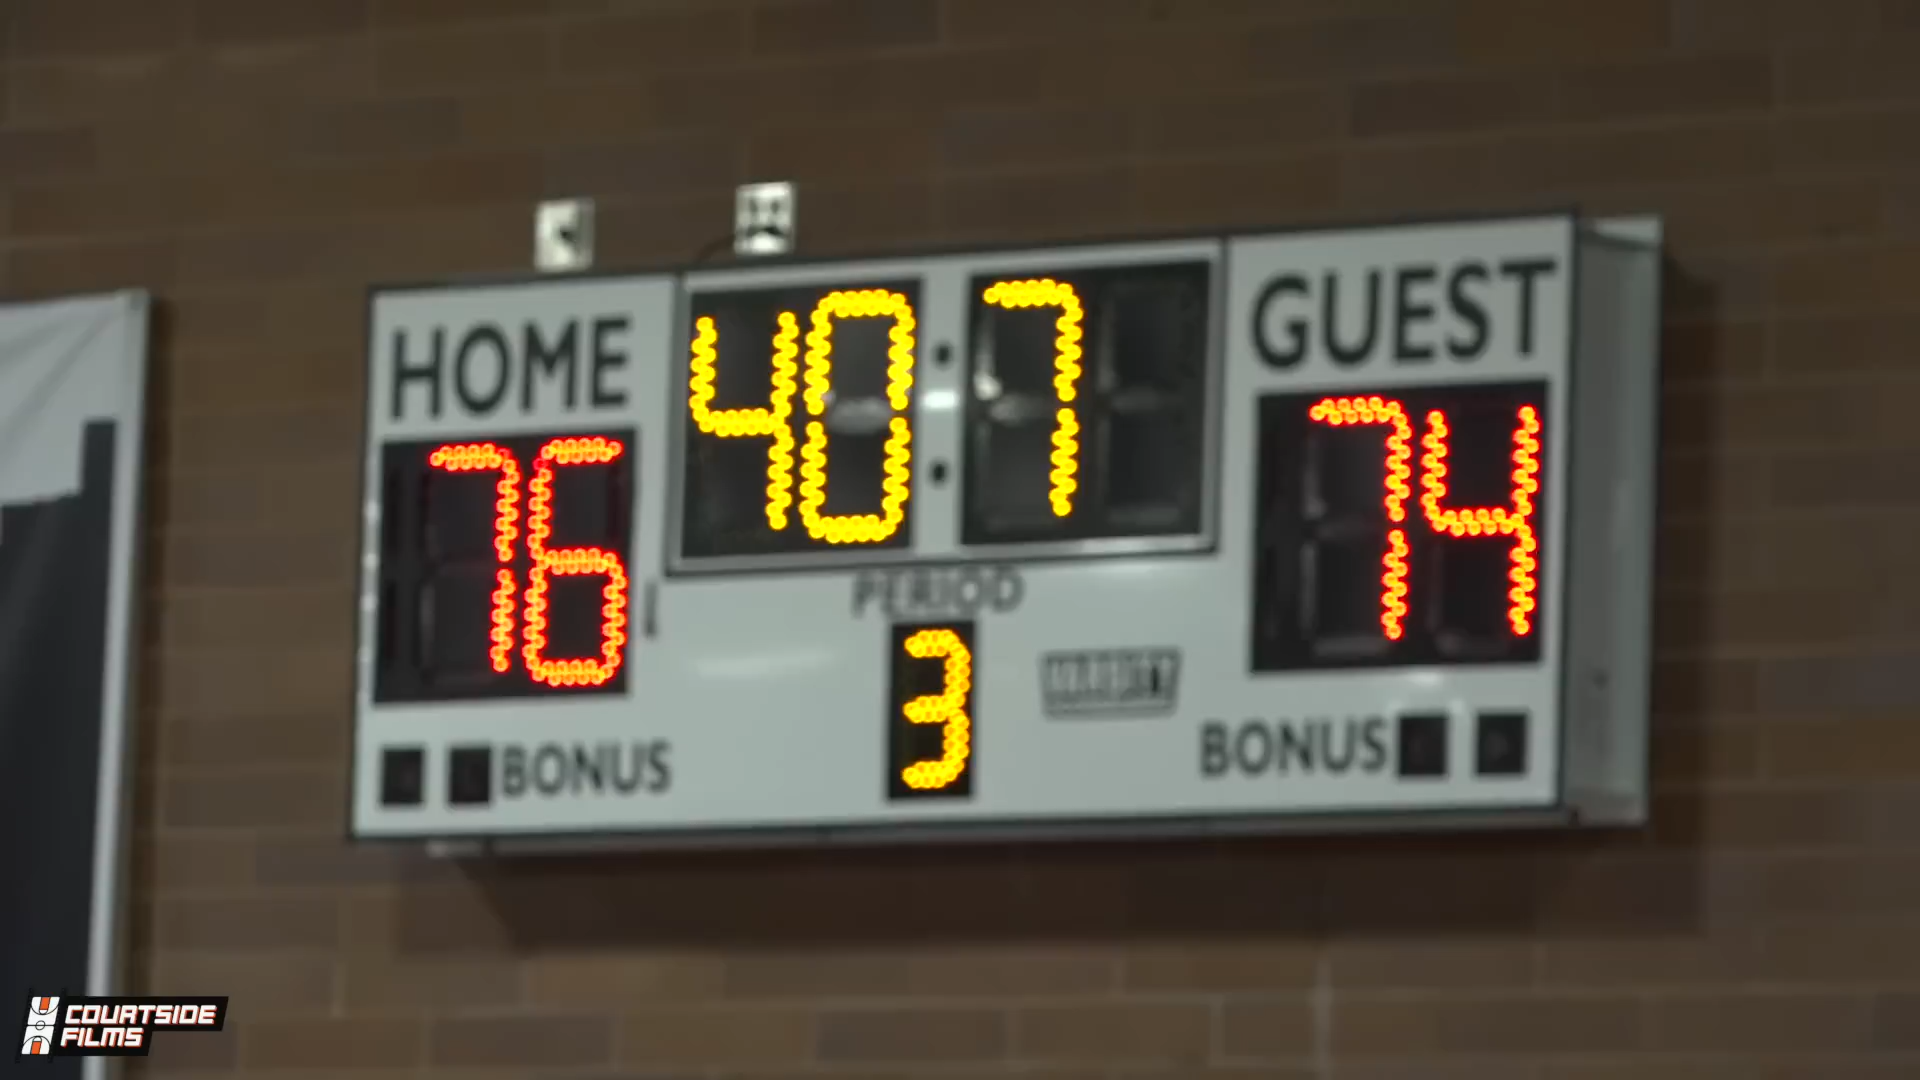 HOME
40 7
GUEST
76
74
PERIOD
3
BONUS
BONUS
COURTSIDE
FILMS